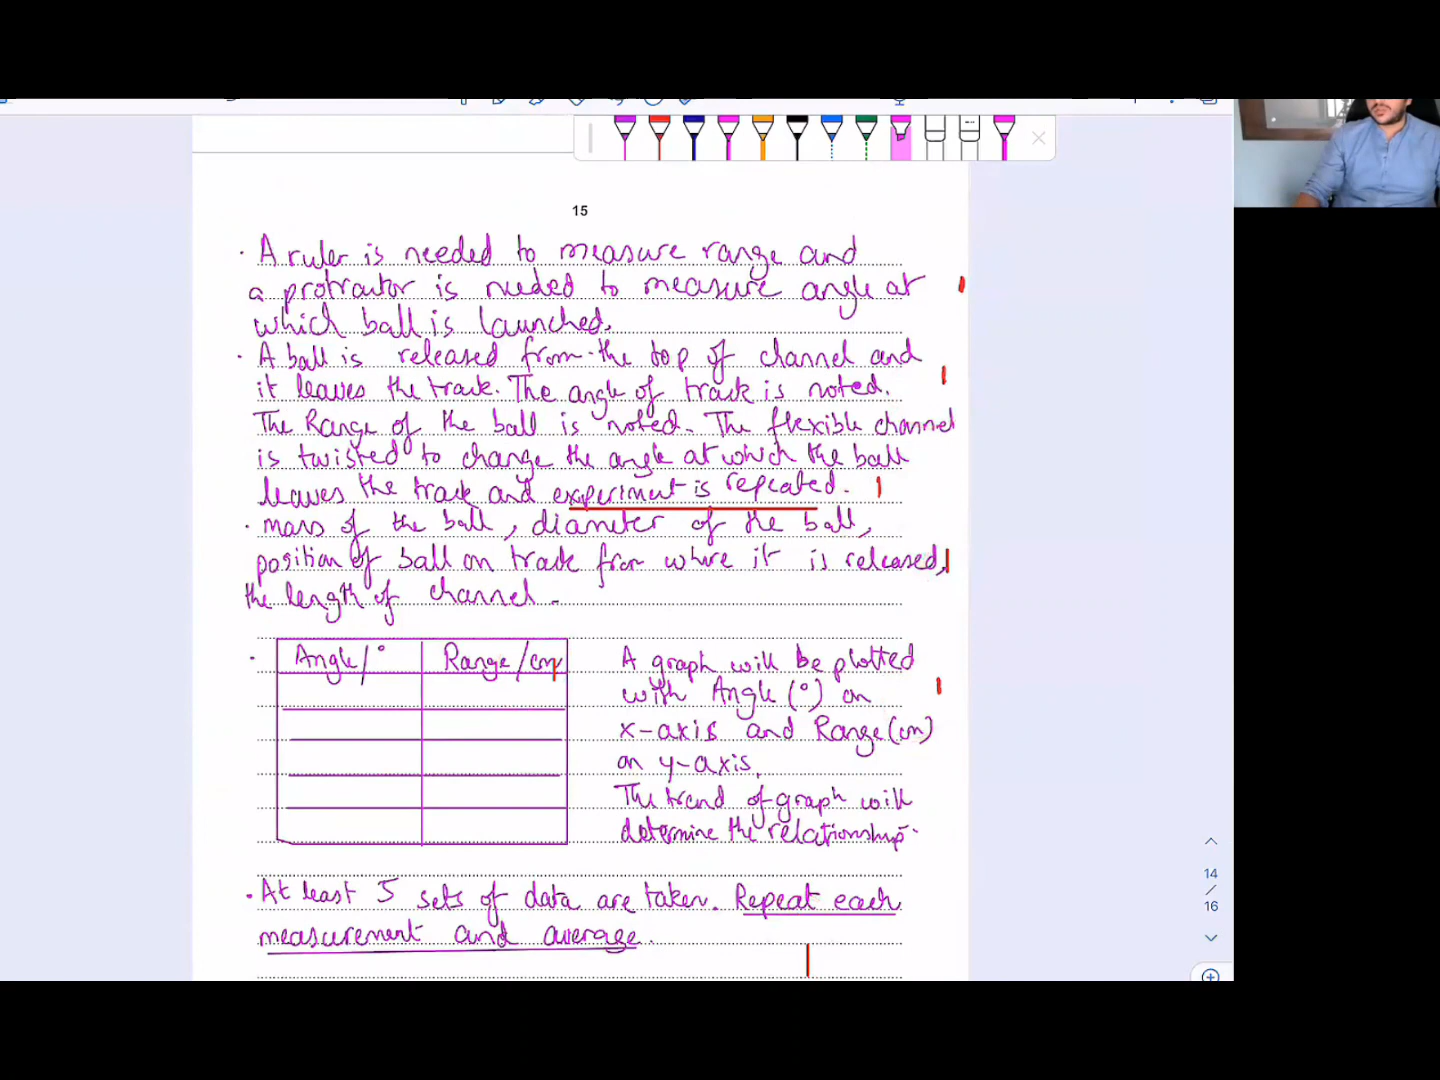 15
· A ruler is needed to measure range and
a protractor is needed to measure angle at
which ball is launched.
· A ball is released from the top of channel and
it leaves the track. The angle of track is noted.
The Range of the ball is noted. The flexible channel
is twisted to change the angle at which the ball
leaves the track and experiment is repeated.
· mass of the ball, diameter of the ball,
position of ball on track from where it is released,
the length of channel.
· Angle/° Range/cm
A graph will be plotted
with Angle (°) on
x-axis and Range(cm)
on y-axis.
The trend of graph will
determine the relationship.
· At least 5 sets of data are taken. Repeat each
measurement and average.
14
/
16